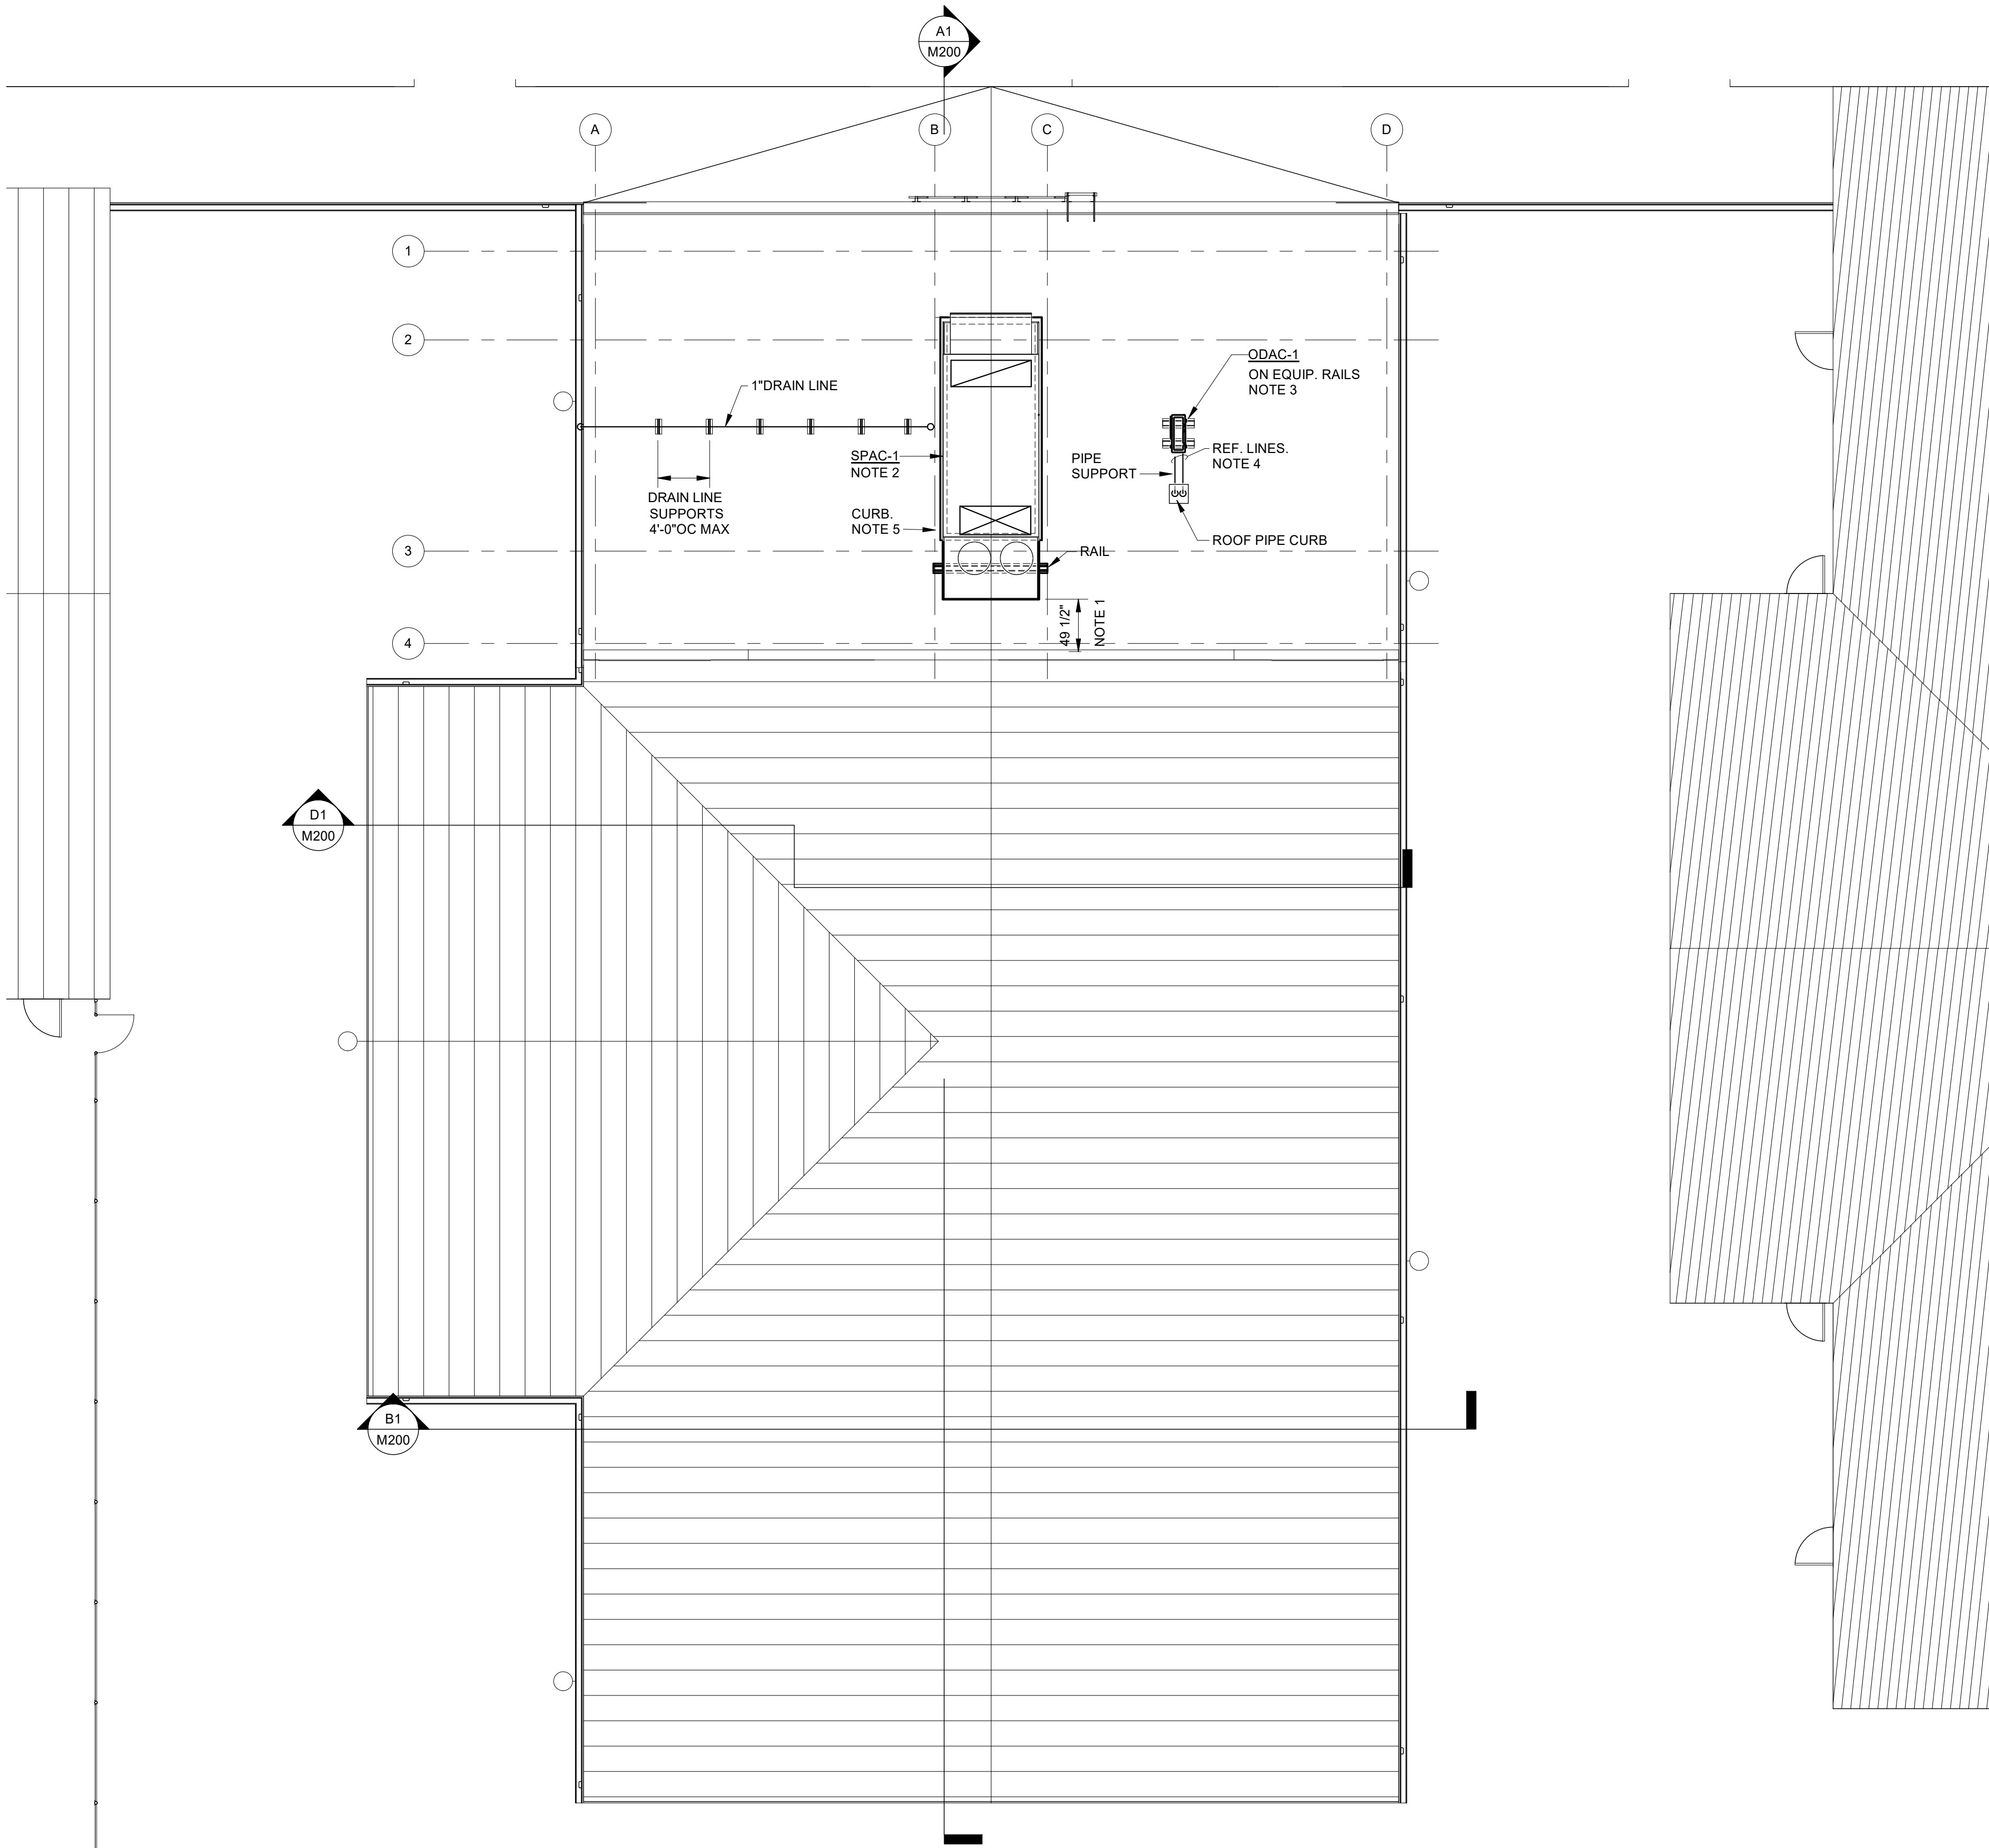 A1
M200
A
B
C
D
1
2
ODAC-1
ON EQUIP. RAILS
NOTE 3
1"DRAIN LINE
SPAC-1
NOTE 2
PIPE
SUPPORT
REF. LINES.
NOTE 4
DRAIN LINE
SUPPORTS
4'-0"OC MAX
CURB.
NOTE 5
ROOF PIPE CURB
3
RAIL
49 1/2"
NOTE 1
4
D1
M200
B1
M200